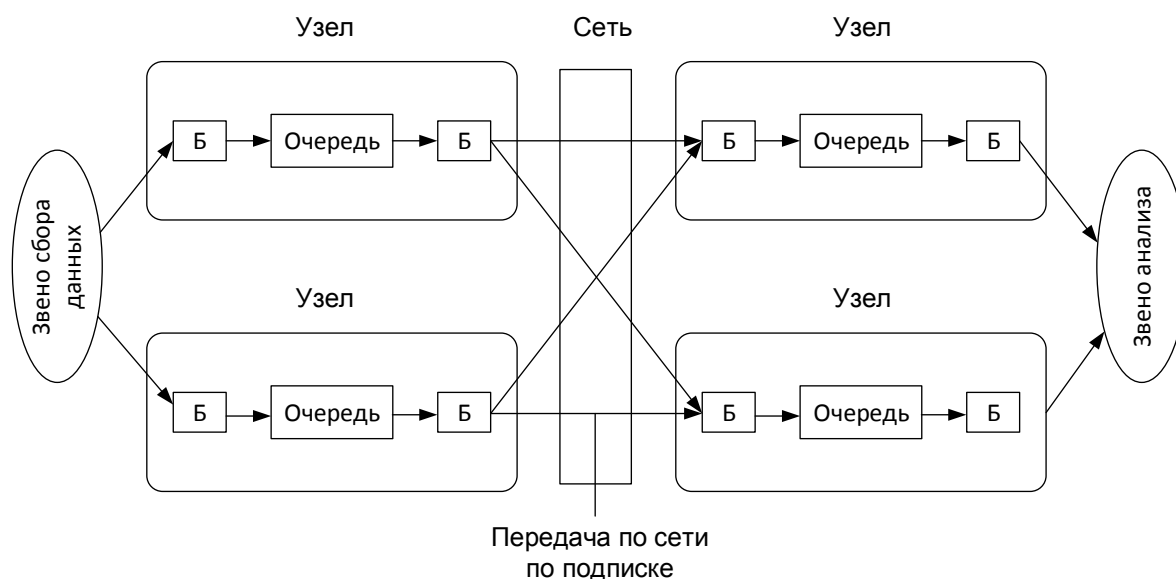 Узел
Сеть
Узел
Б
Очередь
Б
Б
Очередь
Б
Звено сбора
данных
Звено анализа
Узел
Узел
Б
Очередь
Б
Б
Очередь
Б
Передача по сети
по подписке